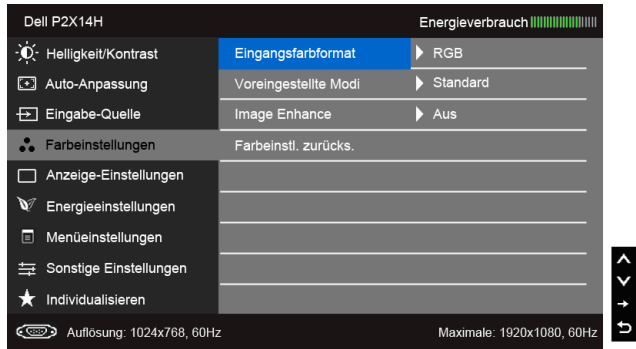 Dell P2X14H Energieverbrauch
Helligkeit/Kontrast Eingangsfarbformat RGB
Auto-Anpassung Voreingestellte Modi Standard
Eingabe-Quelle Image Enhance Aus
Farbeinstellungen Farbeinstl. zurücks.
Anzeige-Einstellungen
Energieeinstellungen
Menüeinstellungen
Sonstige Einstellungen
Individualisieren
Auflösung: 1024x768, 60Hz Maximale: 1920x1080, 60Hz